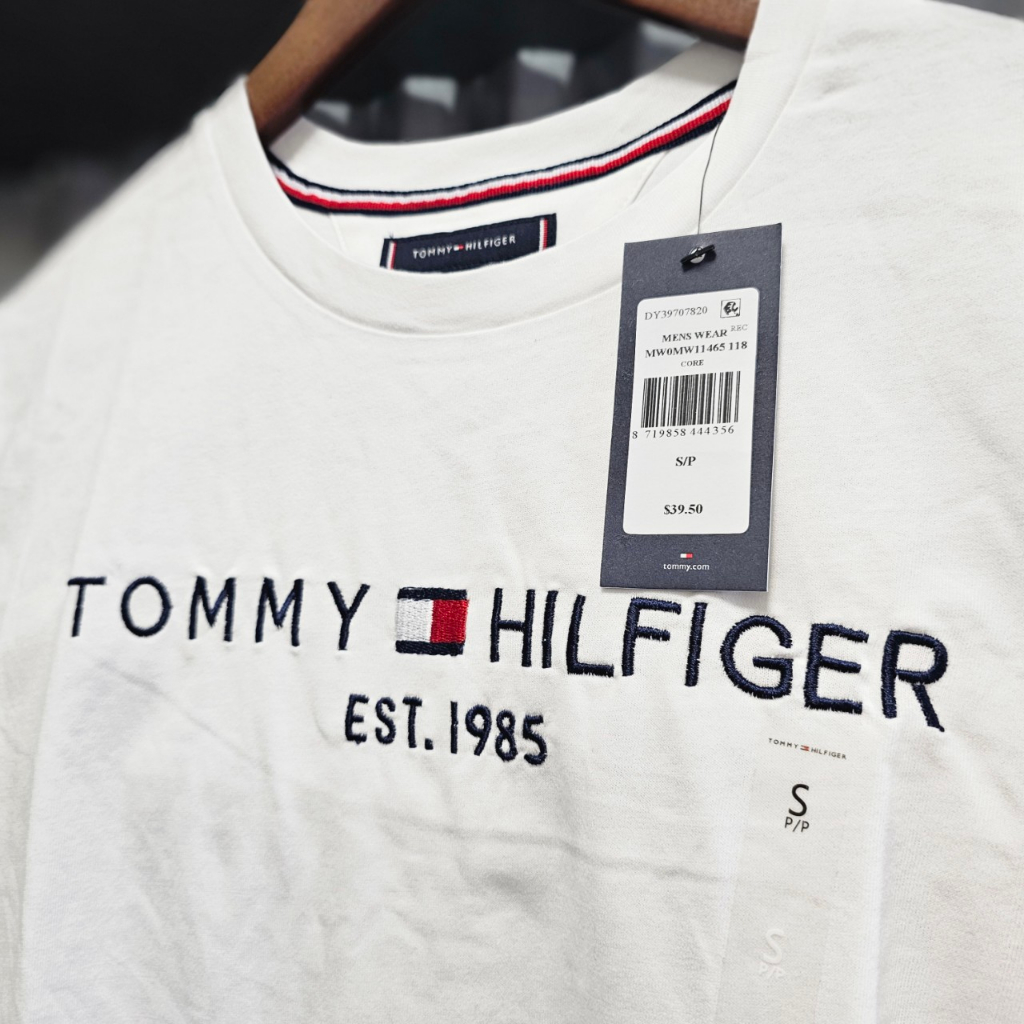 TOMMY HILFIGER
DY39707820
REC
MENS WEAR
MW0MW11465 118
CORE
8 719858 444356
S/P
$39.50
tommy.com
TOMMY HILFIGER
EST. 1985
TOMMY HILFIGER
S
P/P
S
P/P